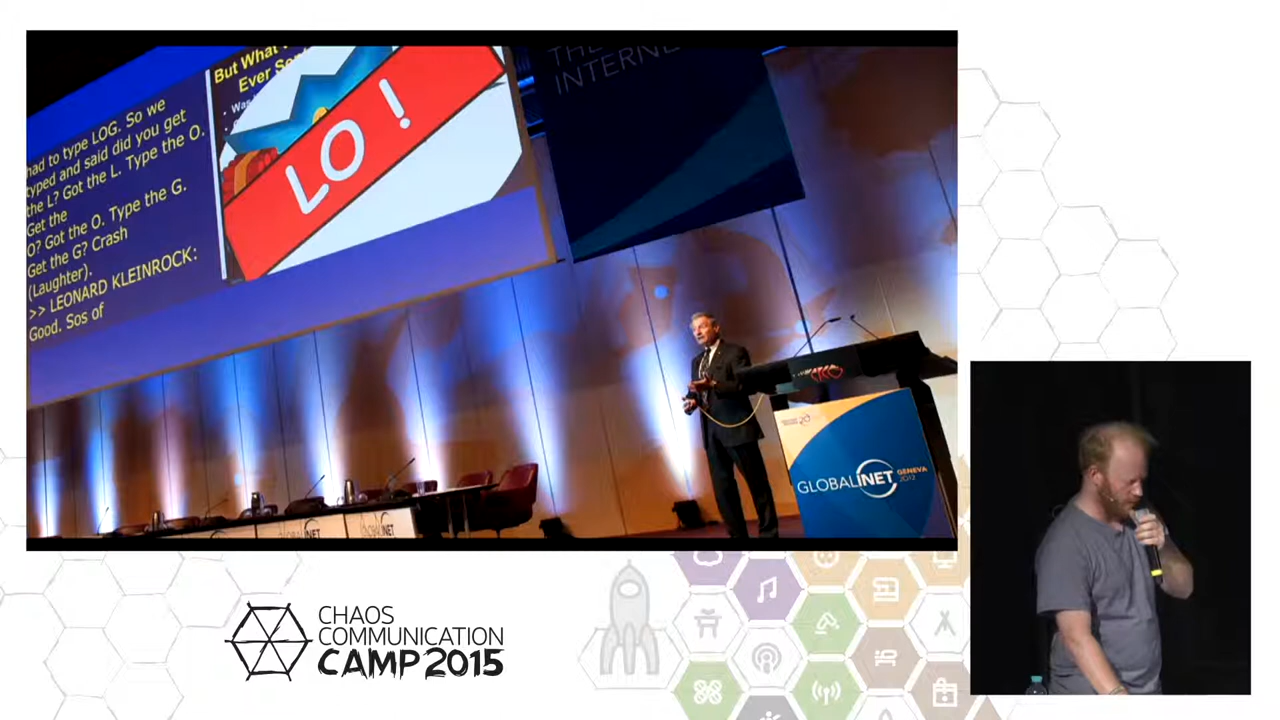 had to type LOG. So we
typed and said did you get
the L? Got the L. Type the O.
Get the
O? Got the O. Type the G.
Get the G? Crash
(Laughter).
>> LEONARD KLEINROCK:
Good. Sos of
But What
Ever
LO !
THE
INTERNE
GLOBALINET GENEVA
2012
CHAOS
COMMUNICATION
CAMP 2015